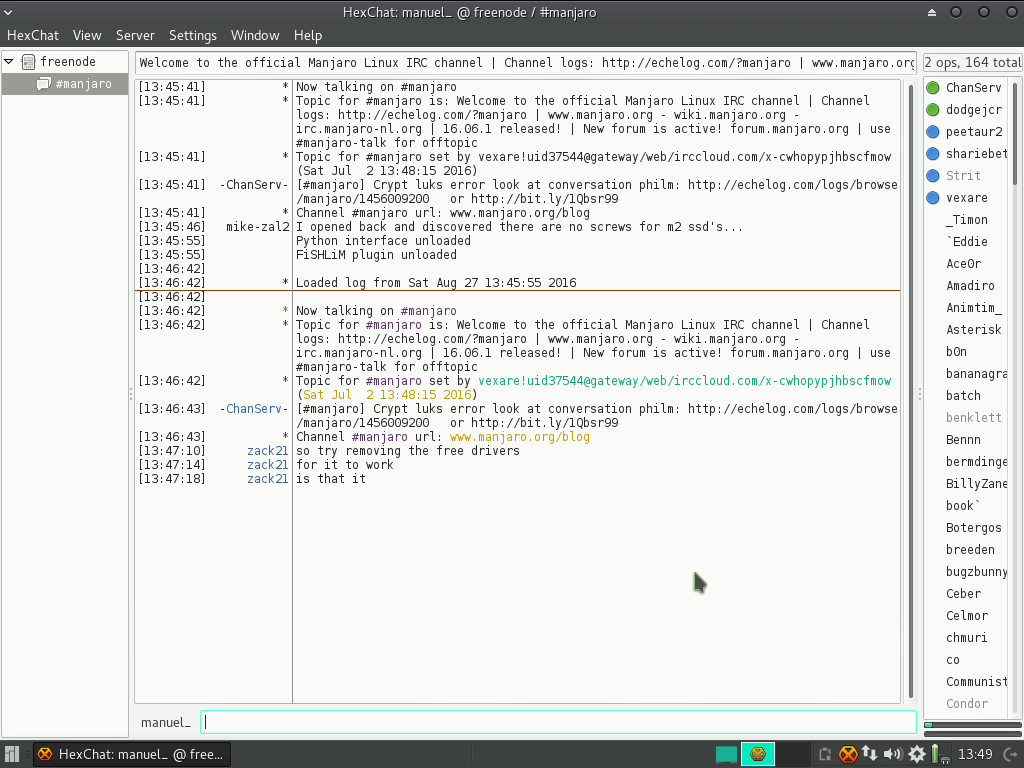 HexChat: manuel_ @ freenode / #manjaro
HexChat View Server Settings Window Help
freenode
#manjaro
Welcome to the official Manjaro Linux IRC channel | Channel logs: http://echelog.com/?manjaro | www.manjaro.org
2 ops, 164 total
[13:45:41] * Now talking on #manjaro
[13:45:41] * Topic for #manjaro is: Welcome to the official Manjaro Linux IRC channel | Channel
logs: http://echelog.com/?manjaro | www.manjaro.org - wiki.manjaro.org -
irc.manjaro-nl.org | 16.06.1 released! | New forum is active! forum.manjaro.org | use
#manjaro-talk for offtopic
[13:45:41] * Topic for #manjaro set by vexare!uid37544@gateway/web/irccloud.com/x-cwhopypjhbscfmow
(Sat Jul  2 13:48:15 2016)
[13:45:41] -ChanServ- [#manjaro] Crypt luks error look at conversation philm: http://echelog.com/logs/browse
/manjaro/1456009200   or http://bit.ly/1Qbsr99
[13:45:41] * Channel #manjaro url: www.manjaro.org/blog
[13:45:46] mike-zal2 I opened back and discovered there are no screws for m2 ssd's...
[13:45:55] Python interface unloaded
[13:45:55] FiSHLiM plugin unloaded
[13:46:42]
[13:46:42] * Loaded log from Sat Aug 27 13:45:55 2016
[13:46:42]
[13:46:42] * Now talking on #manjaro
[13:46:42] * Topic for #manjaro is: Welcome to the official Manjaro Linux IRC channel | Channel
logs: http://echelog.com/?manjaro | www.manjaro.org - wiki.manjaro.org -
irc.manjaro-nl.org | 16.06.1 released! | New forum is active! forum.manjaro.org | use
#manjaro-talk for offtopic
[13:46:42] * Topic for #manjaro set by vexare!uid37544@gateway/web/irccloud.com/x-cwhopypjhbscfmow
(Sat Jul  2 13:48:15 2016)
[13:46:43] -ChanServ- [#manjaro] Crypt luks error look at conversation philm: http://echelog.com/logs/browse
/manjaro/1456009200   or http://bit.ly/1Qbsr99
[13:46:43] * Channel #manjaro url: www.manjaro.org/blog
[13:47:10] zack21 so try removing the free drivers
[13:47:14] zack21 for it to work
[13:47:18] zack21 is that it
ChanServ
dodgejcr
peetaur2
shariebet
Strit
vexare
_Timon
`Eddie
AceOr
Amadiro
Animtim_
Asterisk
b0n
bananagra
batch
benklett
Bennn
bermdinge
BillyZane
book`
Botergos
breeden
bugzbunny
Ceber
Celmor
chmuri
co
Communist
Condor
manuel_
HexChat: manuel_ @ free...
13:49